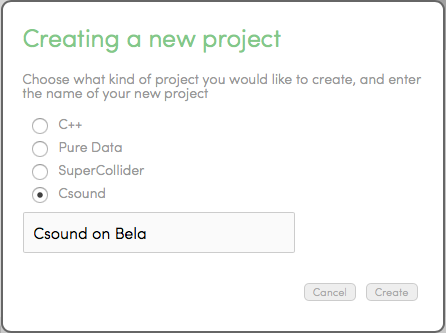 Creating a new project
Choose what kind of project you would like to create, and enter
the name of your new project
C++
Pure Data
SuperCollider
Csound
Csound on Bela
Cancel
Create